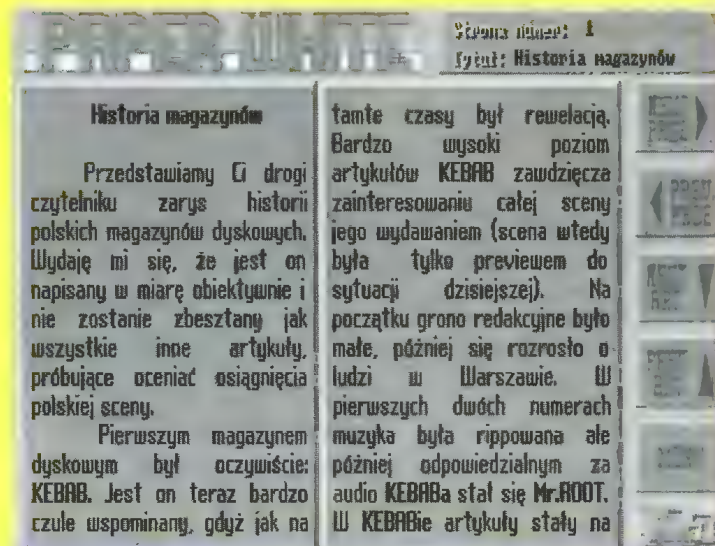 Strona numer: 1
Tytuł: Historia magazynów
Historia magazynów
Przedstawiamy Ci drogi
czytelniku zarys historii
polskich magazynów dyskowych.
Wydaję mi się, że jest on
napisany w miarę obiektywnie i
nie zostanie zbesztany jak
wszystkie inne artykuły,
próbujące oceniać osiągnięcia
polskiej sceny.
Pierwszym magazynem
dyskowym był oczywiście:
KEBAB. Jest on teraz bardzo
czule wspominany, gdyż jak na
tamte czasy był rewelacją.
Bardzo wysoki poziom
artykułów KEBAB zawdzięcza
zainteresowaniu całej sceny
jego wydawaniem (scena wtedy
była tylko previewem do
sytuacji dzisiejszej). Na
początku grono redakcyjne było
małe, później się rozrosło o
ludzi w Warszawie. W
pierwszych dwóch numerach
muzyka była rippowana ale
później odpowiedzialnym za
audio KEBABa stał się Mr.ROOT.
W KEBABie artykuły stały na
NEXT
PAGE
PREV.
PAGE